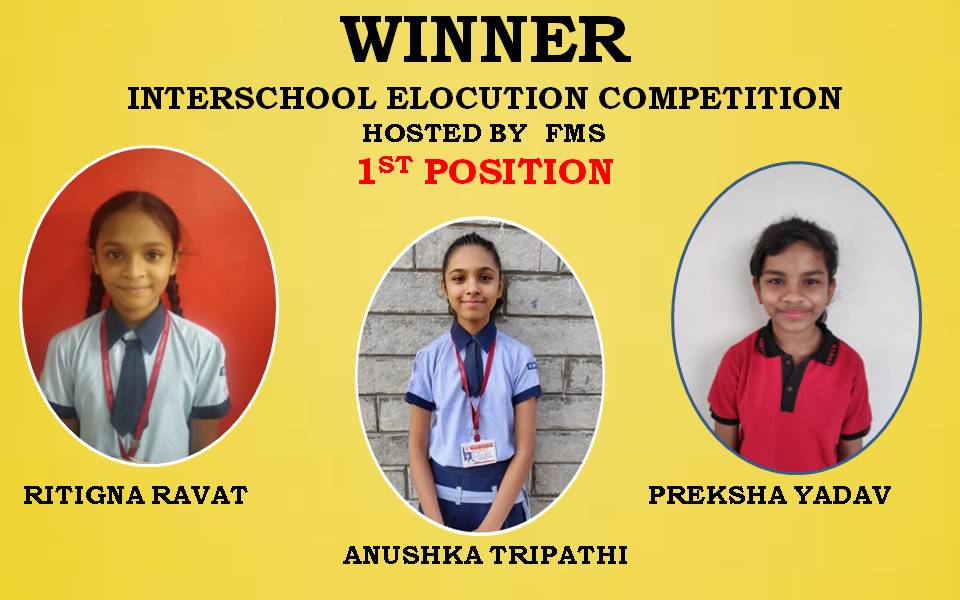 WINNER
INTERSCHOOL ELOCUTION COMPETITION
HOSTED BY FMS
1ST POSITION
RITIGNA RAVAT
PREKSHA YADAV
ANUSHKA TRIPATHI